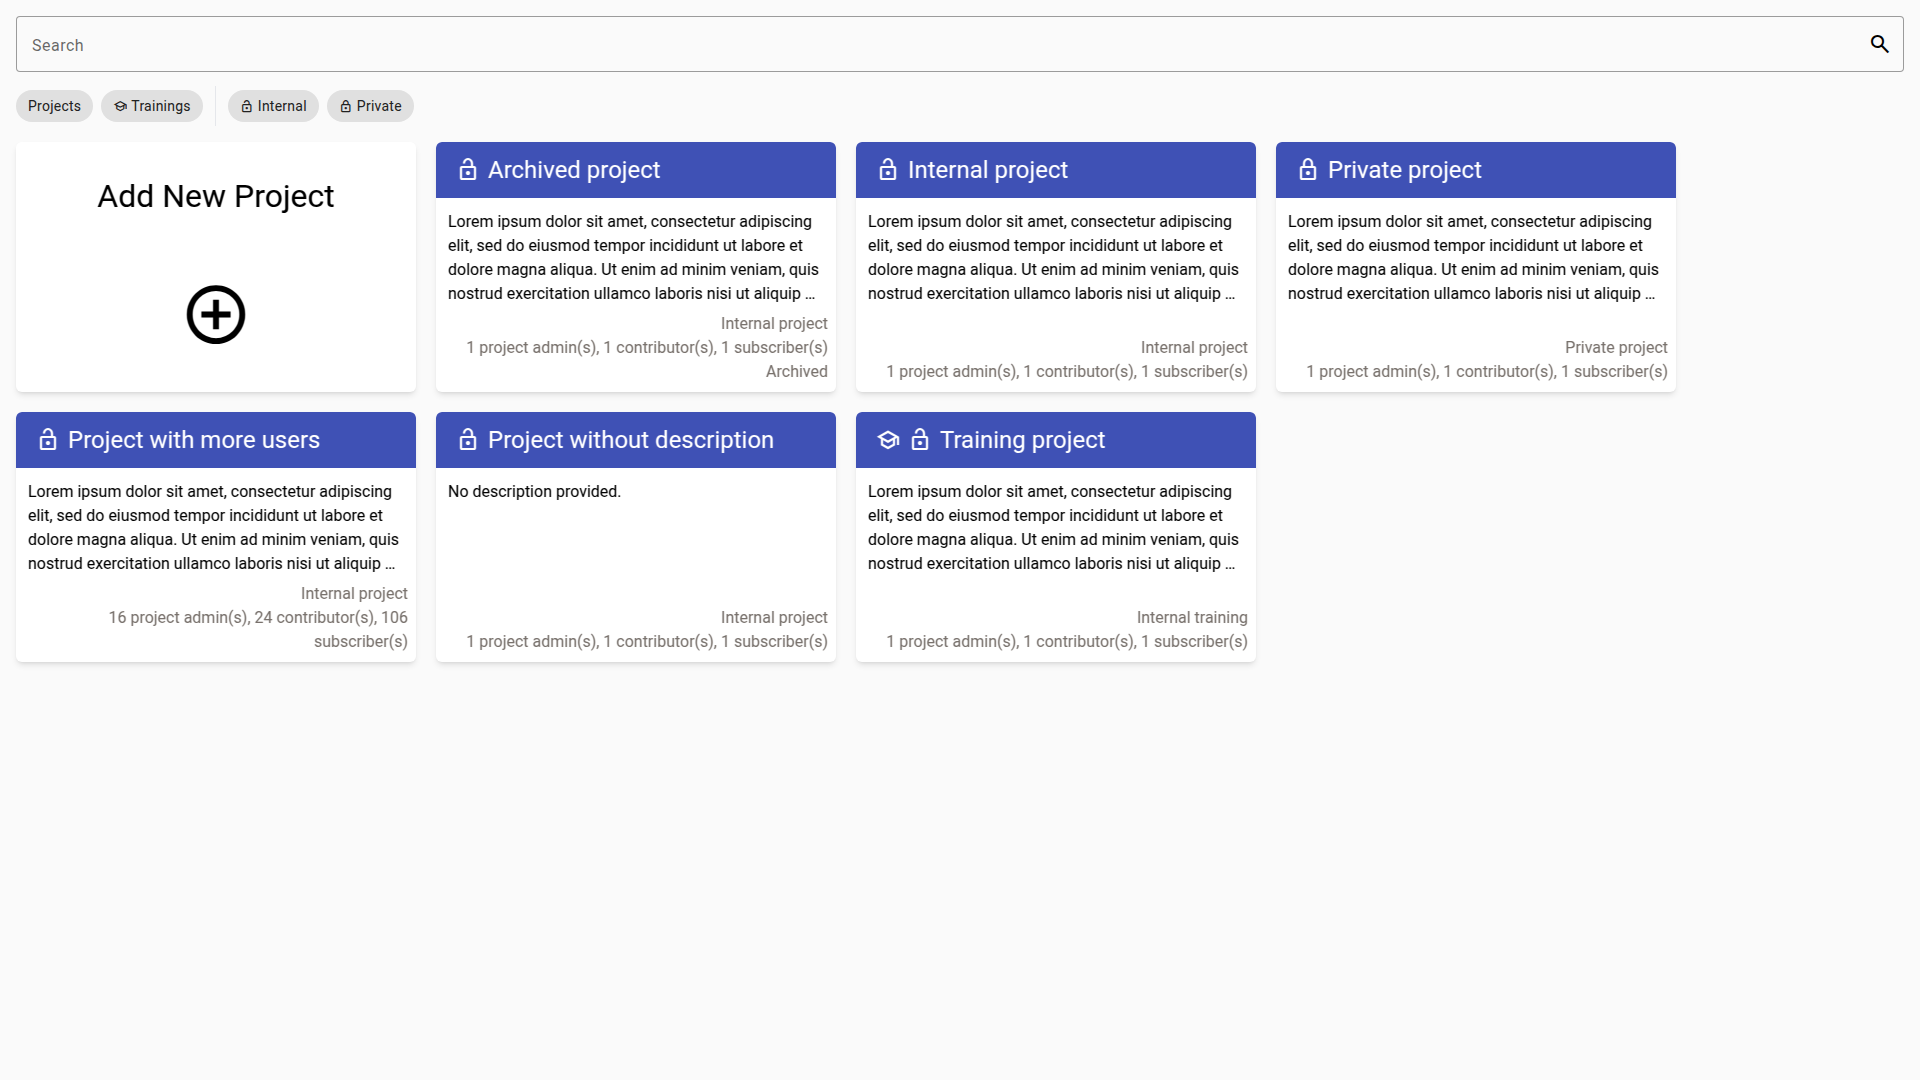 Search
Projects
Trainings
Internal
Private
Add New Project
Archived project
Lorem ipsum dolor sit amet, consectetur adipiscing
elit, sed do eiusmod tempor incididunt ut labore et
dolore magna aliqua. Ut enim ad minim veniam, quis
nostrud exercitation ullamco laboris nisi ut aliquip ...
Internal project
1 project admin(s), 1 contributor(s), 1 subscriber(s)
Archived
Internal project
Lorem ipsum dolor sit amet, consectetur adipiscing
elit, sed do eiusmod tempor incididunt ut labore et
dolore magna aliqua. Ut enim ad minim veniam, quis
nostrud exercitation ullamco laboris nisi ut aliquip ...
Internal project
1 project admin(s), 1 contributor(s), 1 subscriber(s)
Private project
Lorem ipsum dolor sit amet, consectetur adipiscing
elit, sed do eiusmod tempor incididunt ut labore et
dolore magna aliqua. Ut enim ad minim veniam, quis
nostrud exercitation ullamco laboris nisi ut aliquip ...
Private project
1 project admin(s), 1 contributor(s), 1 subscriber(s)
Project with more users
Lorem ipsum dolor sit amet, consectetur adipiscing
elit, sed do eiusmod tempor incididunt ut labore et
dolore magna aliqua. Ut enim ad minim veniam, quis
nostrud exercitation ullamco laboris nisi ut aliquip ...
Internal project
16 project admin(s), 24 contributor(s), 106
subscriber(s)
Project without description
No description provided.
Internal project
1 project admin(s), 1 contributor(s), 1 subscriber(s)
Training project
Lorem ipsum dolor sit amet, consectetur adipiscing
elit, sed do eiusmod tempor incididunt ut labore et
dolore magna aliqua. Ut enim ad minim veniam, quis
nostrud exercitation ullamco laboris nisi ut aliquip ...
Internal training
1 project admin(s), 1 contributor(s), 1 subscriber(s)